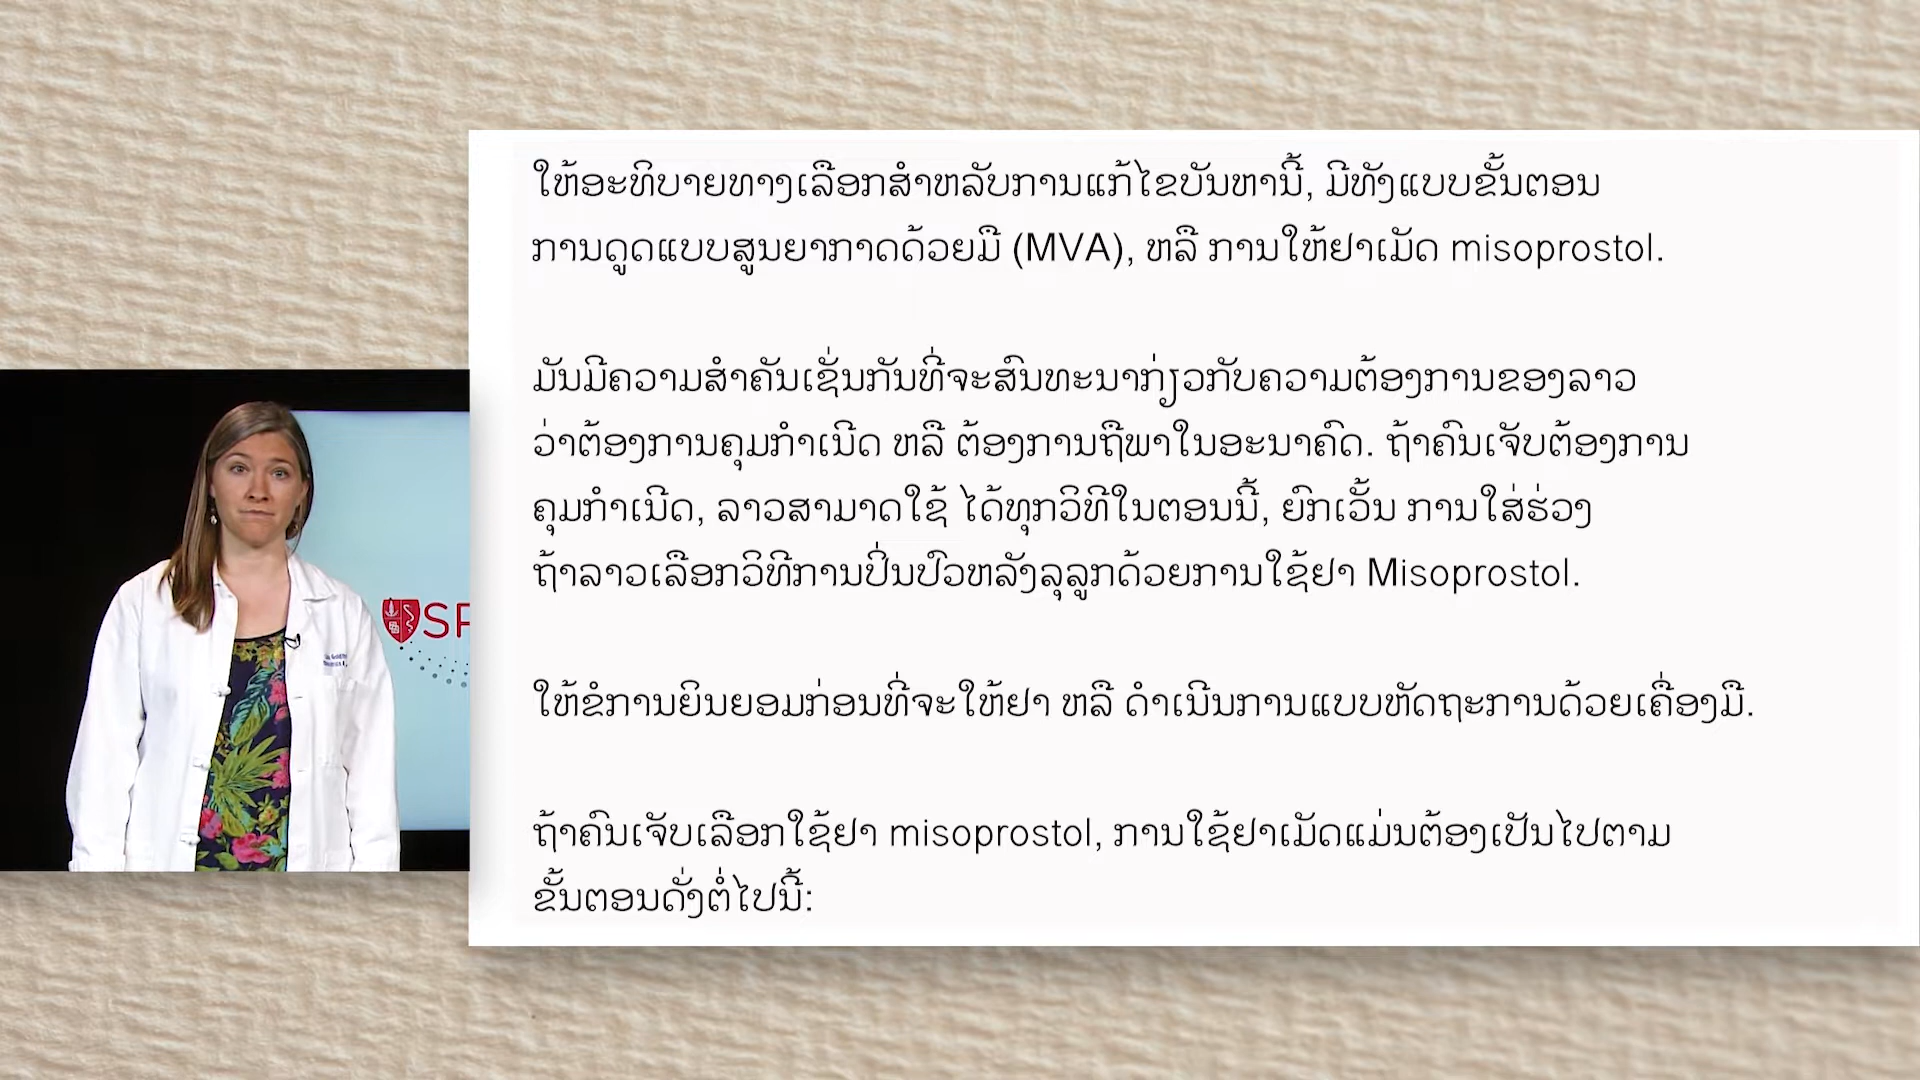 ໃຫ້ອະທິບາຍທາງເລືອກສຳຫລັບການແກ້ໄຂບັນຫານີ້, ມີທັງແບບຂັ້ນຕອນ
ການດູດແບບສູນຍາກາດດ້ວຍມື (MVA), ຫລື ການໃຫ້ຢາເມັດ misoprostol.
ມັນມີຄວາມສຳຄັນເຊັ່ນກັນທີ່ຈະສົນທະນາກ່ຽວກັບຄວາມຕ້ອງການຂອງລາວ
ວ່າຕ້ອງການຄຸມກຳເນີດ ຫລື ຕ້ອງການຖືພາໃນອະນາຄົດ. ຖ້າຄົນເຈັບຕ້ອງການ
ຄຸມກຳເນີດ, ລາວສາມາດໃຊ້ ໄດ້ທຸກວິທີໃນຕອນນີ້, ຍົກເວັ້ນ ການໃສ່ຮ່ວງ
ຖ້າລາວເລືອກວິທີການປິ່ນປົວຫລັງລຸລູກດ້ວຍການໃຊ້ຢາ Misoprostol.
ໃຫ້ຂໍການຍິນຍອມກ່ອນທີ່ຈະໃຫ້ຢາ ຫລື ດຳເນີນການແບບຫັດຖະການດ້ວຍເຄື່ອງມື.
ຖ້າຄົນເຈັບເລືອກໃຊ້ຢາ misoprostol, ການໃຊ້ຢາເມັດແມ່ນຕ້ອງເປັນໄປຕາມ
ຂັ້ນຕອນດັ່ງຕໍ່ໄປນີ້: